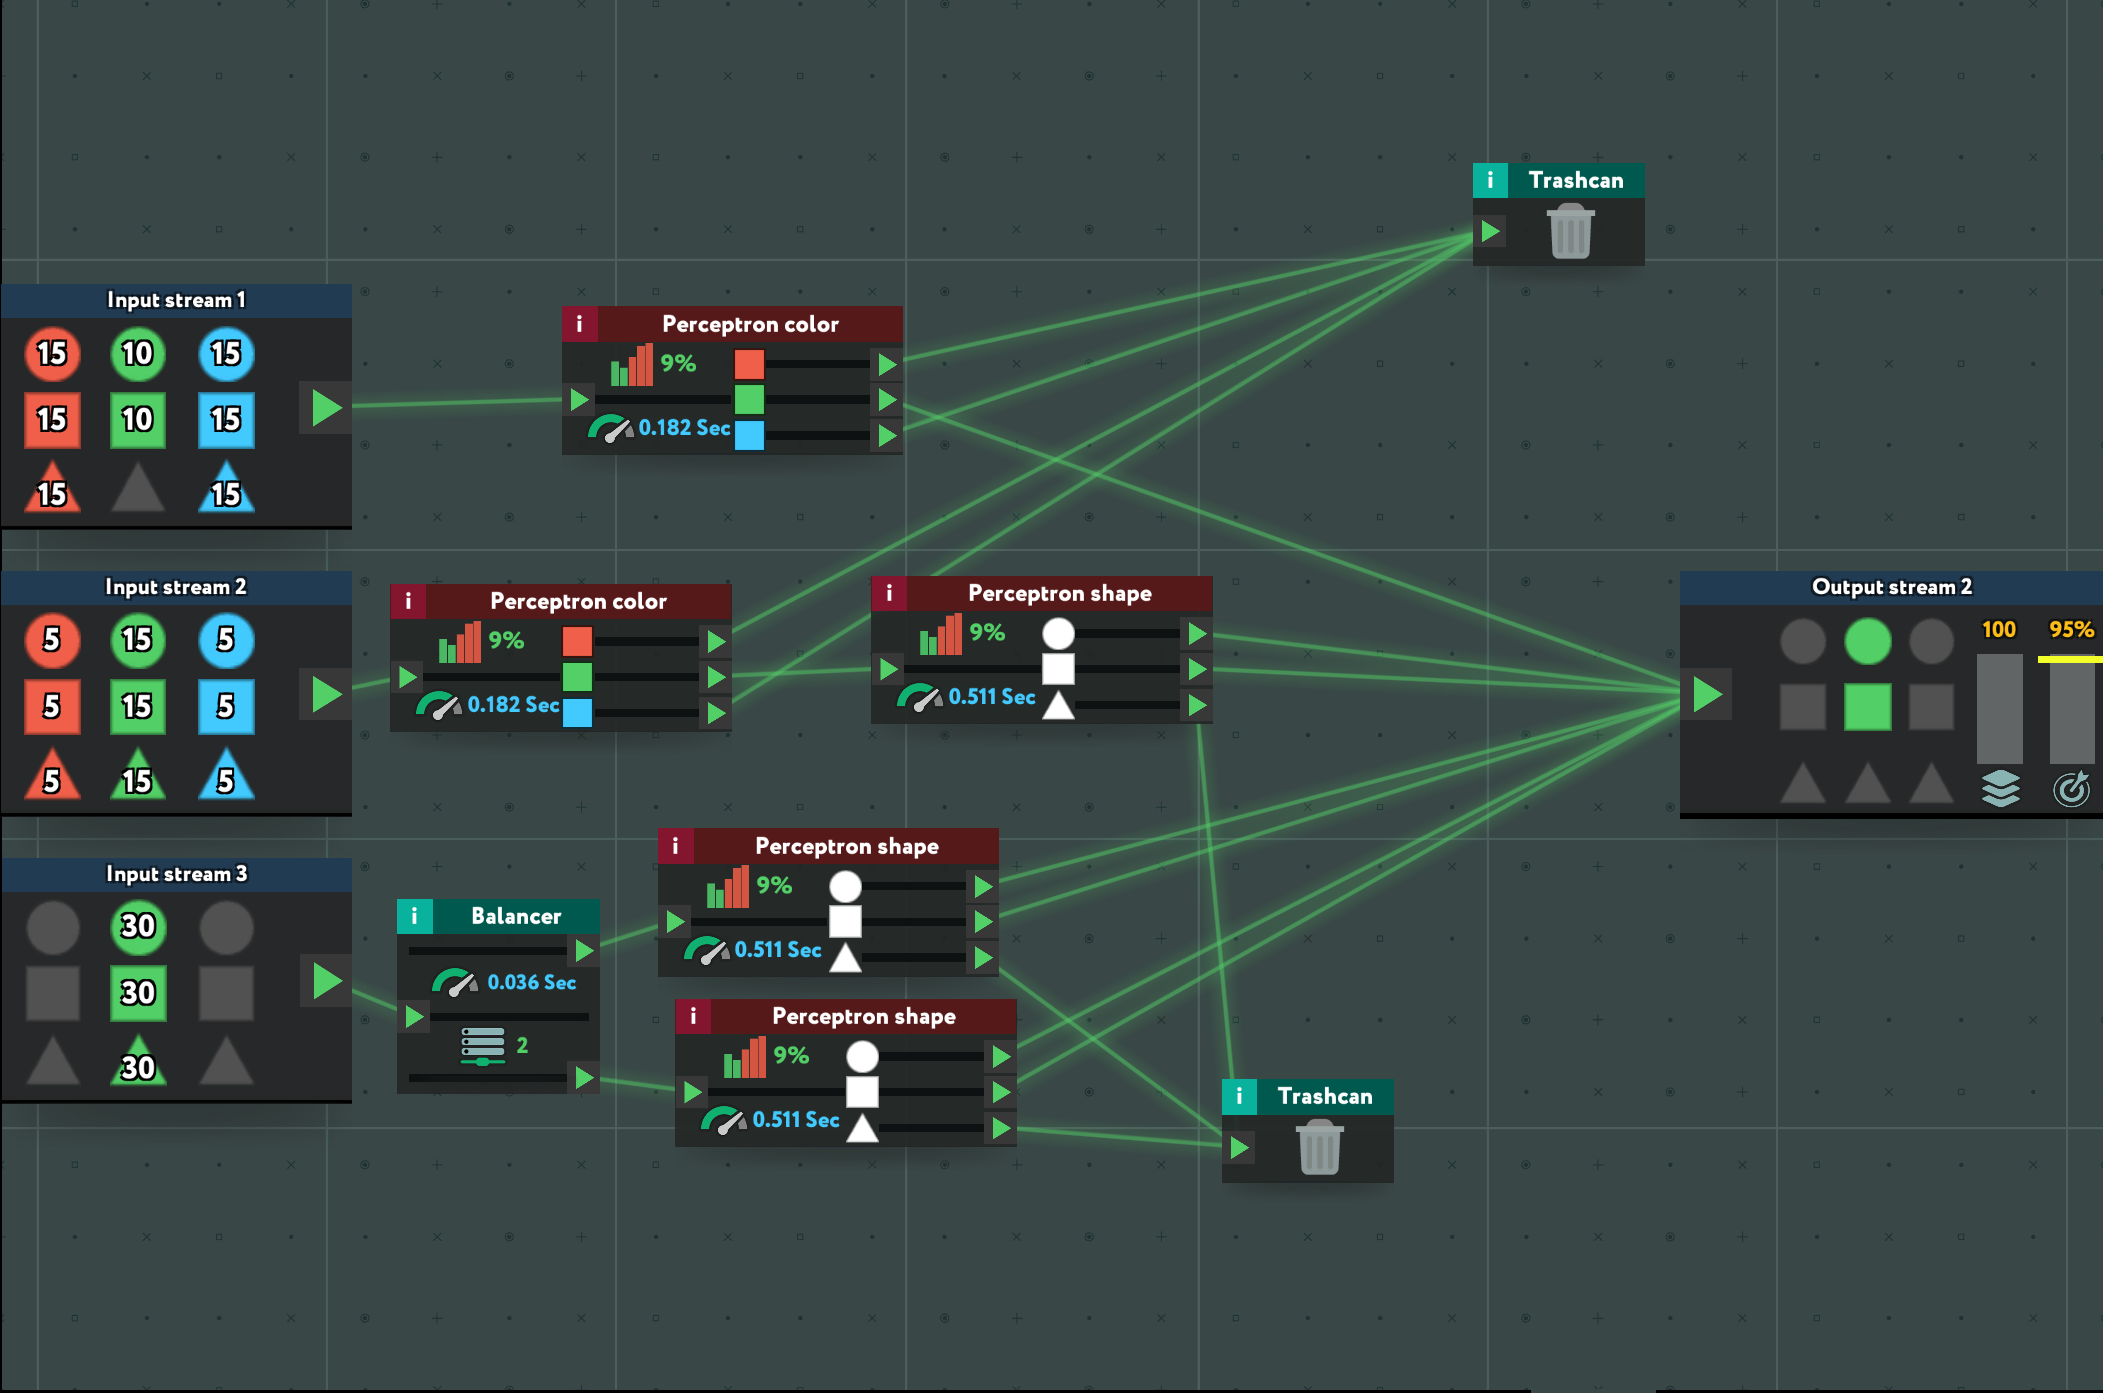 i Trashcan
Input stream 1
15 10 15
15 10 15
15 15
i Perceptron color
9%
0.182 Sec
Input stream 2
5 15 5
5 15 5
5 15 5
i Perceptron color
9%
0.182 Sec
i Perceptron shape
9%
0.511 Sec
Output stream 2
100 95%
Input stream 3
30
30
30
i Balancer
0.036 Sec
2
i Perceptron shape
9%
0.511 Sec
i Perceptron shape
9%
0.511 Sec
i Trashcan